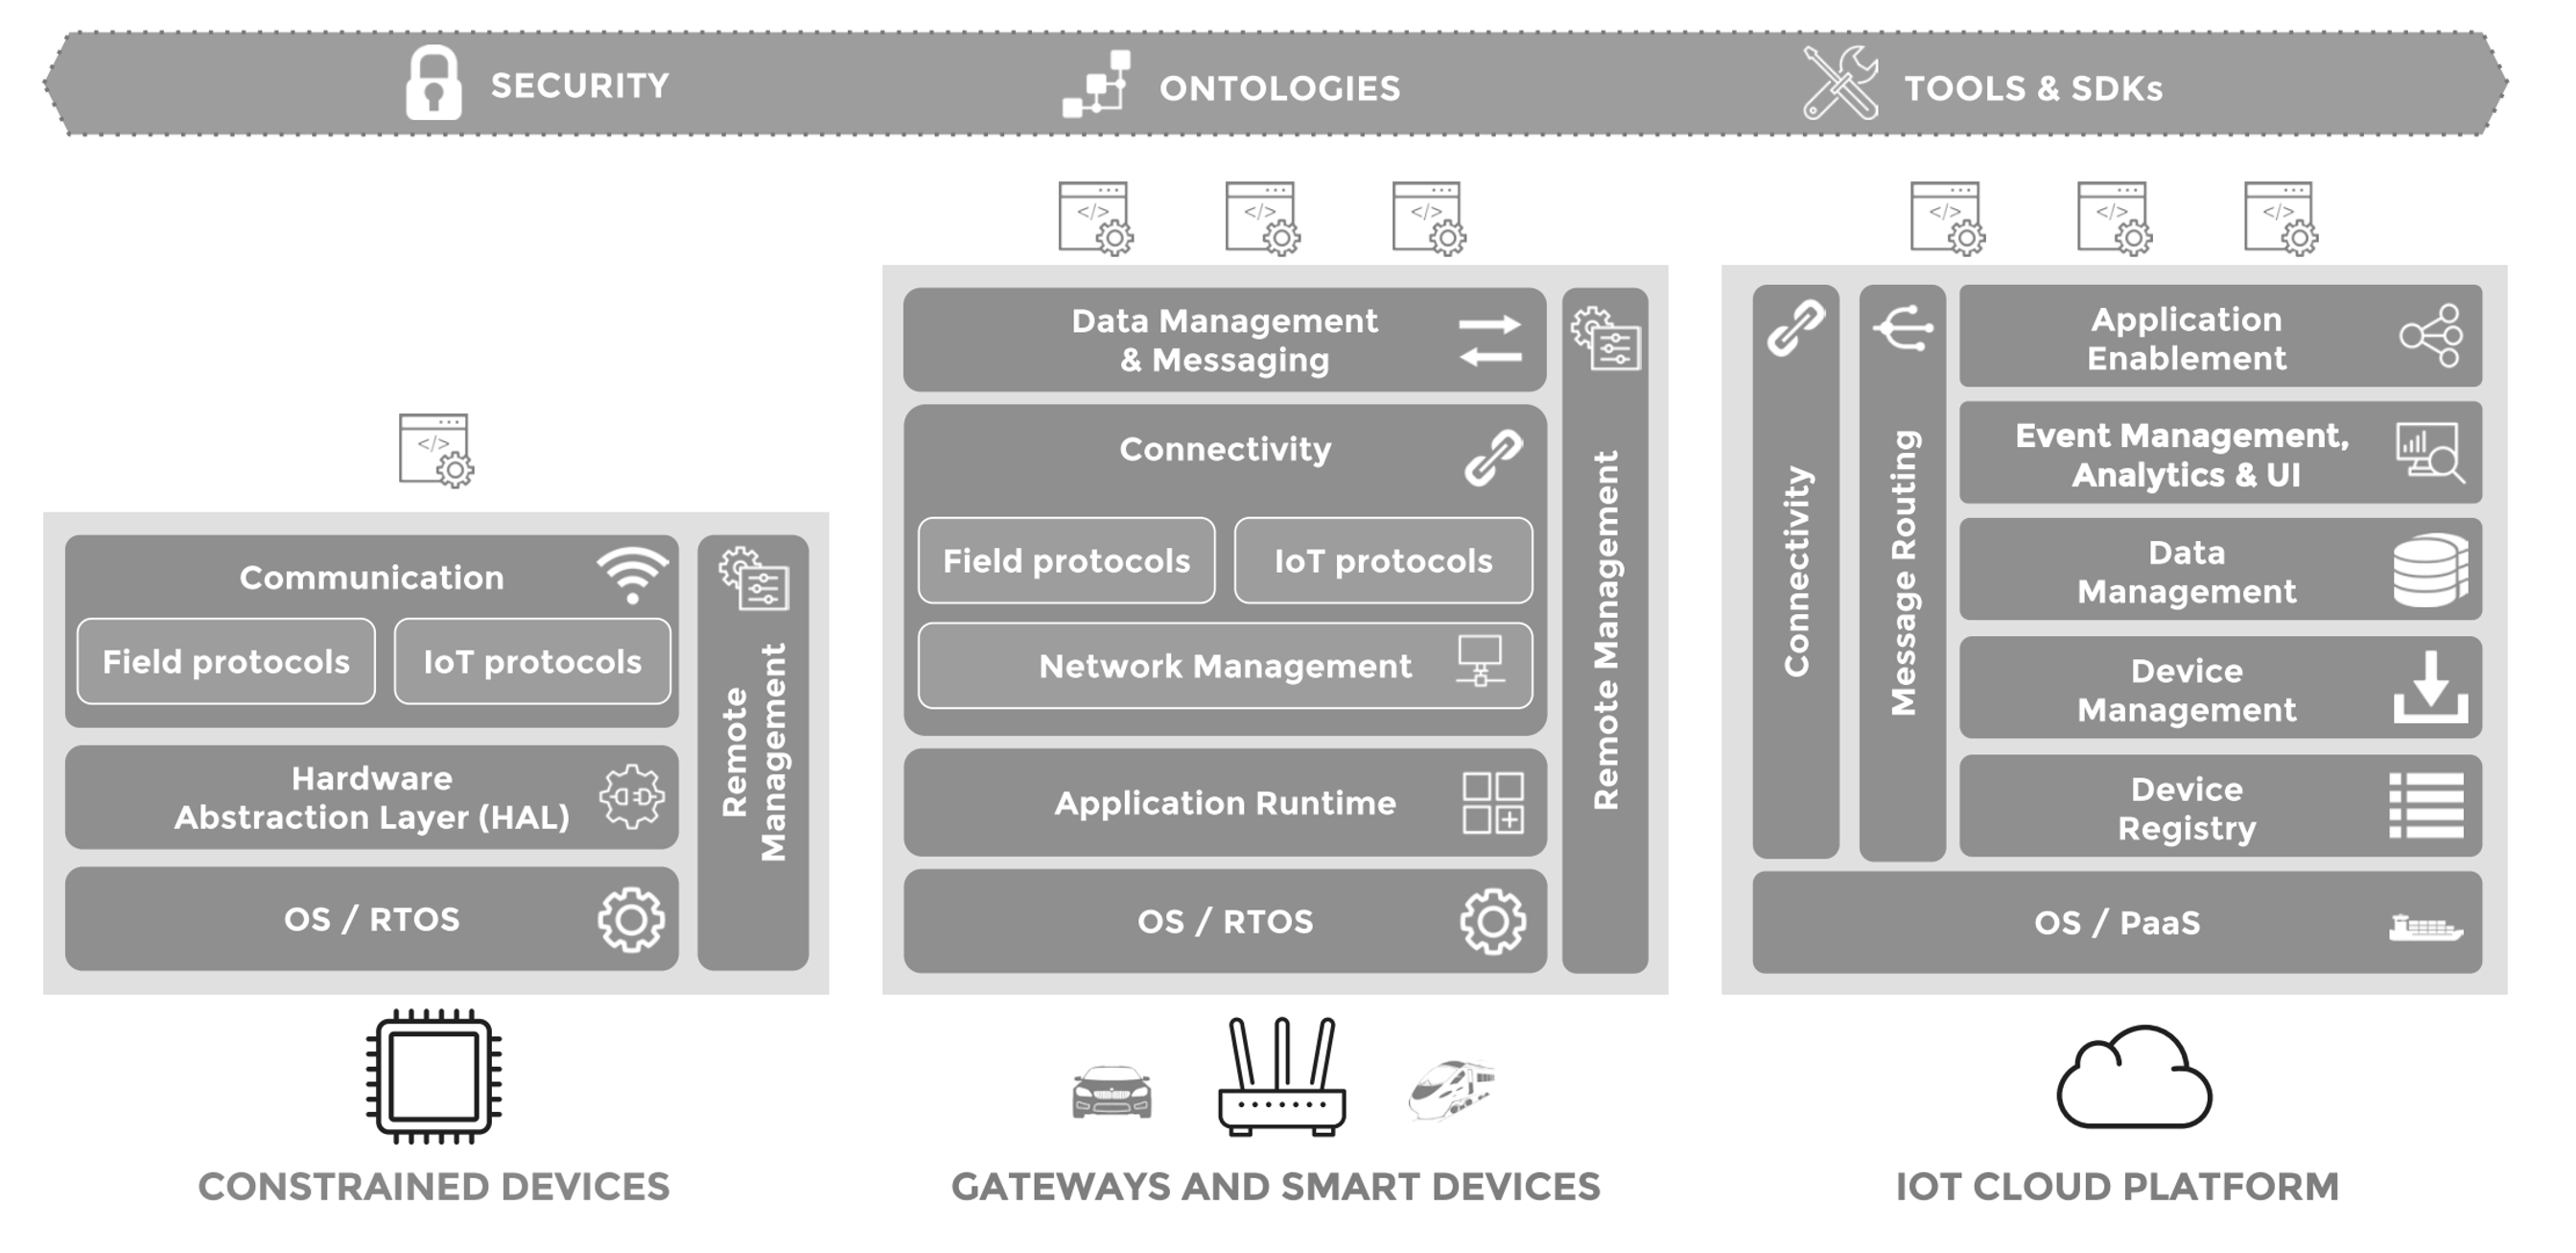 SECURITY
ONTOLOGIES
TOOLS & SDKs
</>
Communication
Field protocols
IoT protocols
Hardware
Abstraction Layer (HAL)
OS / RTOS
Remote
Management
CONSTRAINED DEVICES
</>
</>
</>
Data Management
& Messaging
Connectivity
Field protocols
IoT protocols
Network Management
Application Runtime
OS / RTOS
Remote Management
GATEWAYS AND SMART DEVICES
</>
</>
</>
Connectivity
Message Routing
Application
Enablement
Event Management,
Analytics & UI
Data
Management
Device
Management
Device
Registry
OS / PaaS
IOT CLOUD PLATFORM